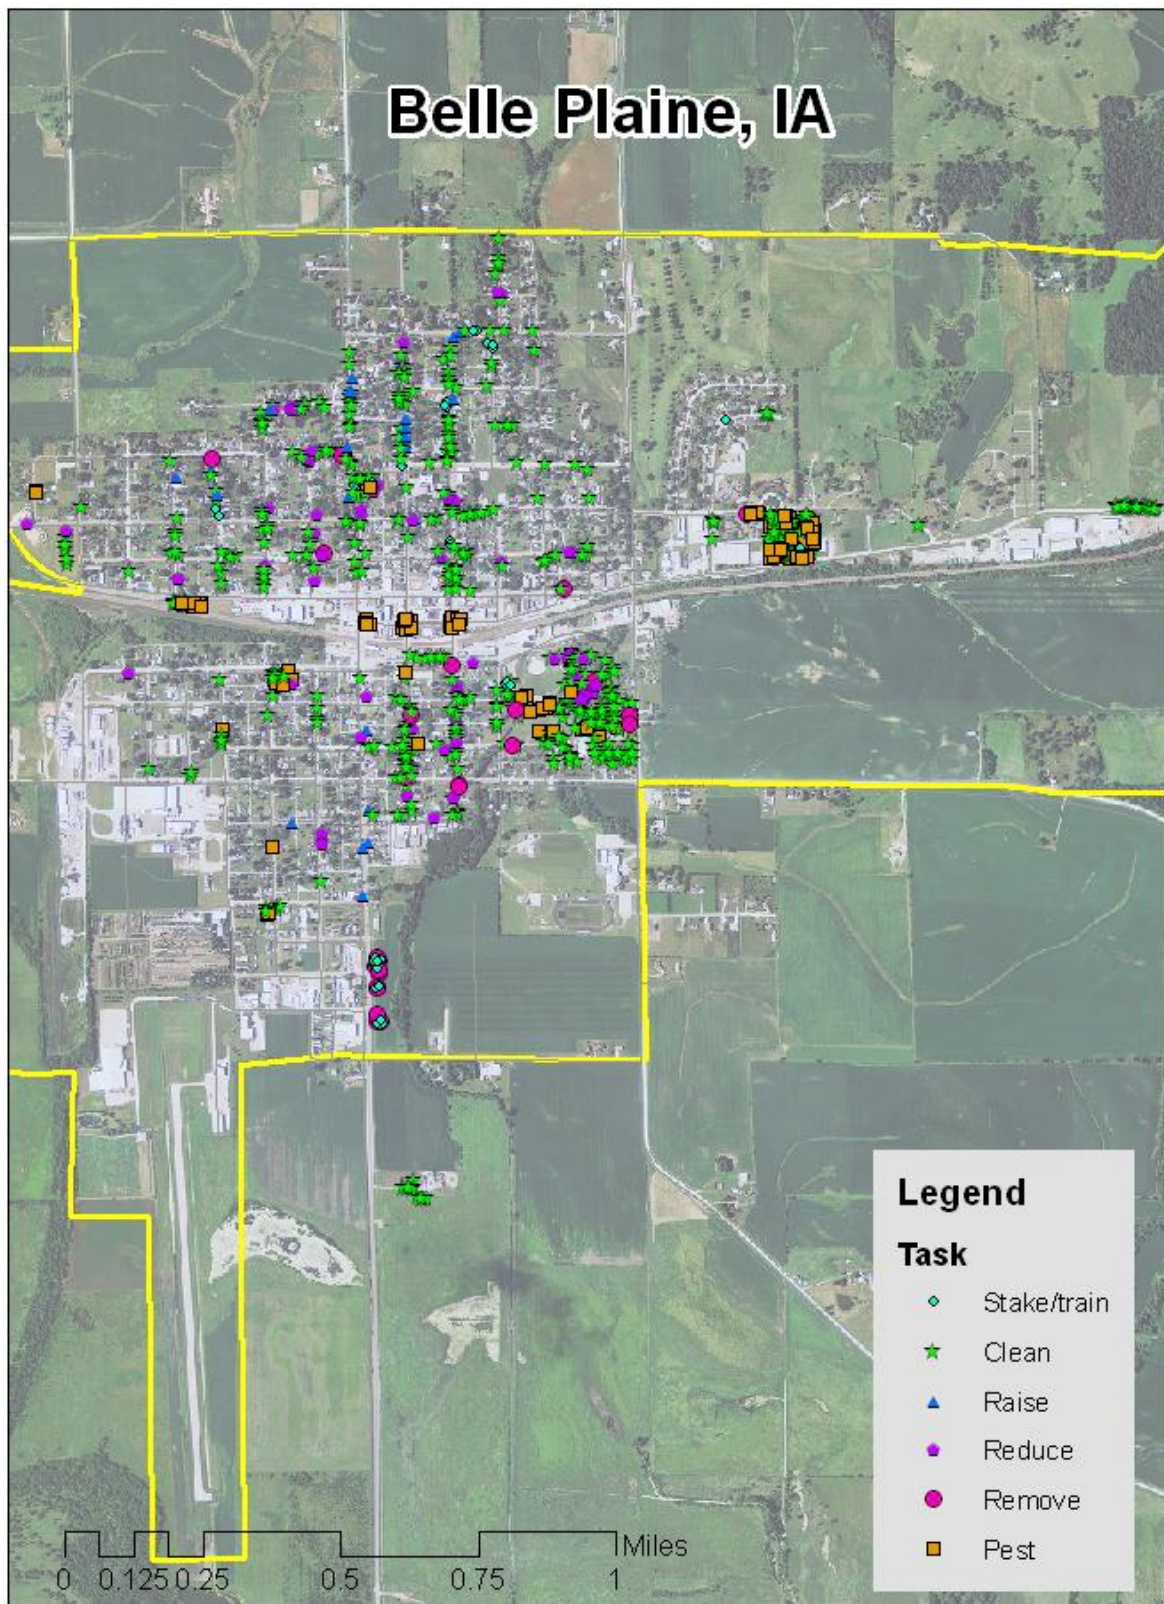 Belle Plaine, IA
Legend
Task
Stake/train
Clean
Raise
Reduce
Remove
Pest
Miles
0 0.125 0.25 0.5 0.75 1